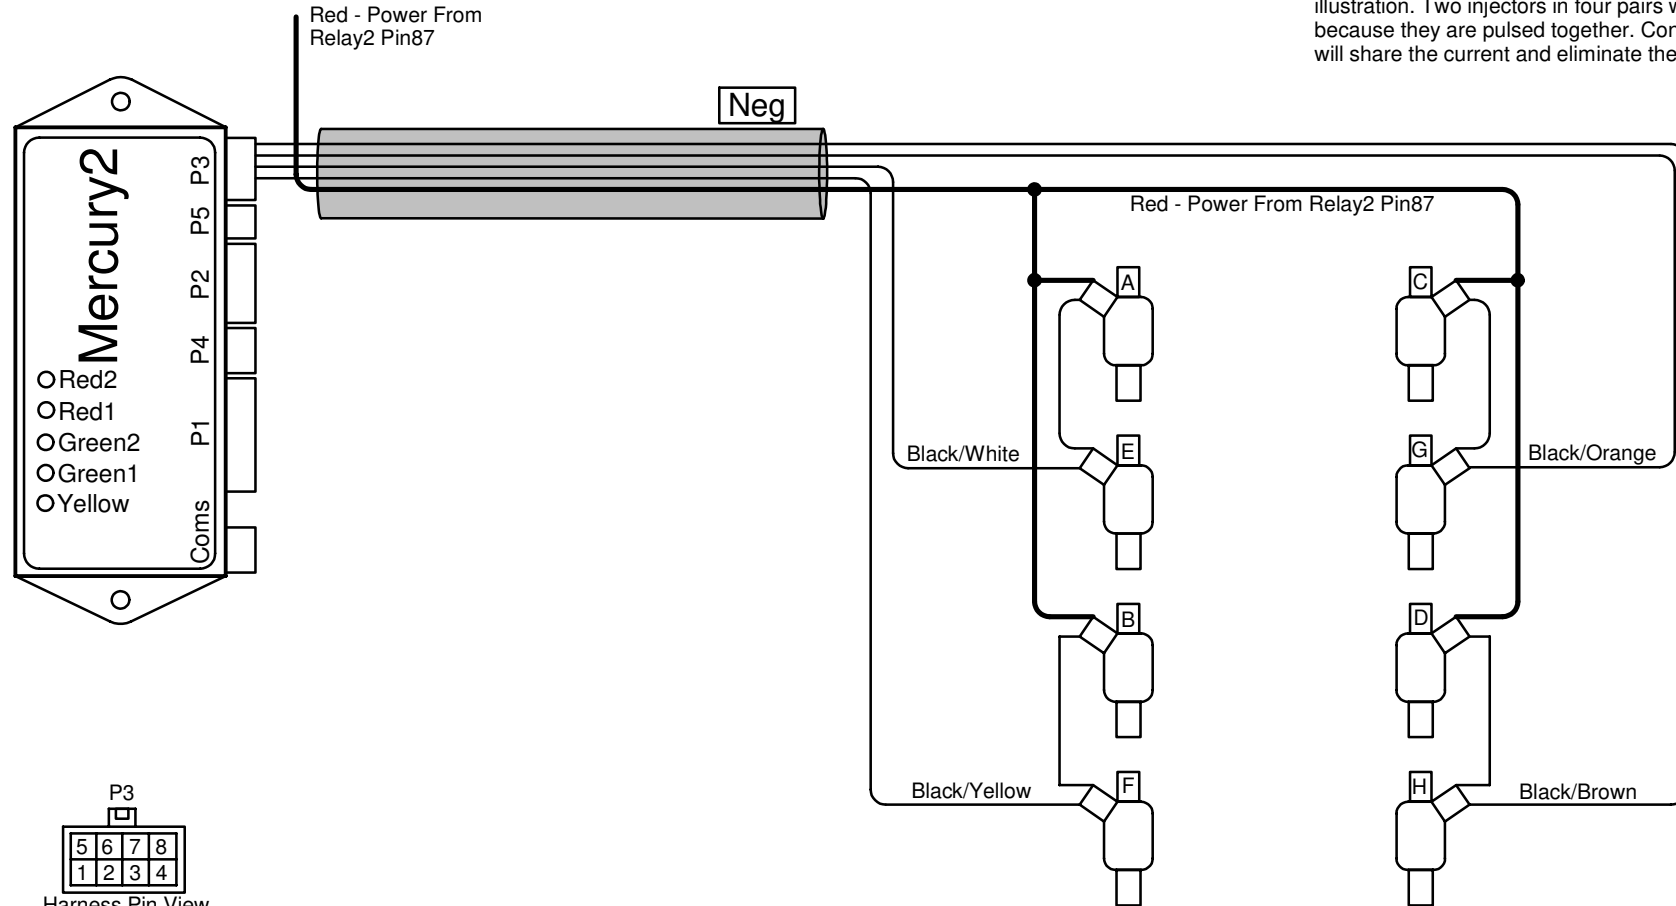 Red - Power From
Relay2 Pin87
illustration. Two injectors in four pairs
because they are pulsed together.
will share the current and eliminate the
Neg
Mercury2
P3
P5
P2
P4
P1
Coms
Red2
Red1
Green2
Green1
Yellow
Red - Power From Relay2 Pin87
A
C
Black/White
E
G
Black/Orange
B
D
Black/Yellow
F
H
Black/Brown
P3
5 6 7 8
1 2 3 4
Harness Pin View